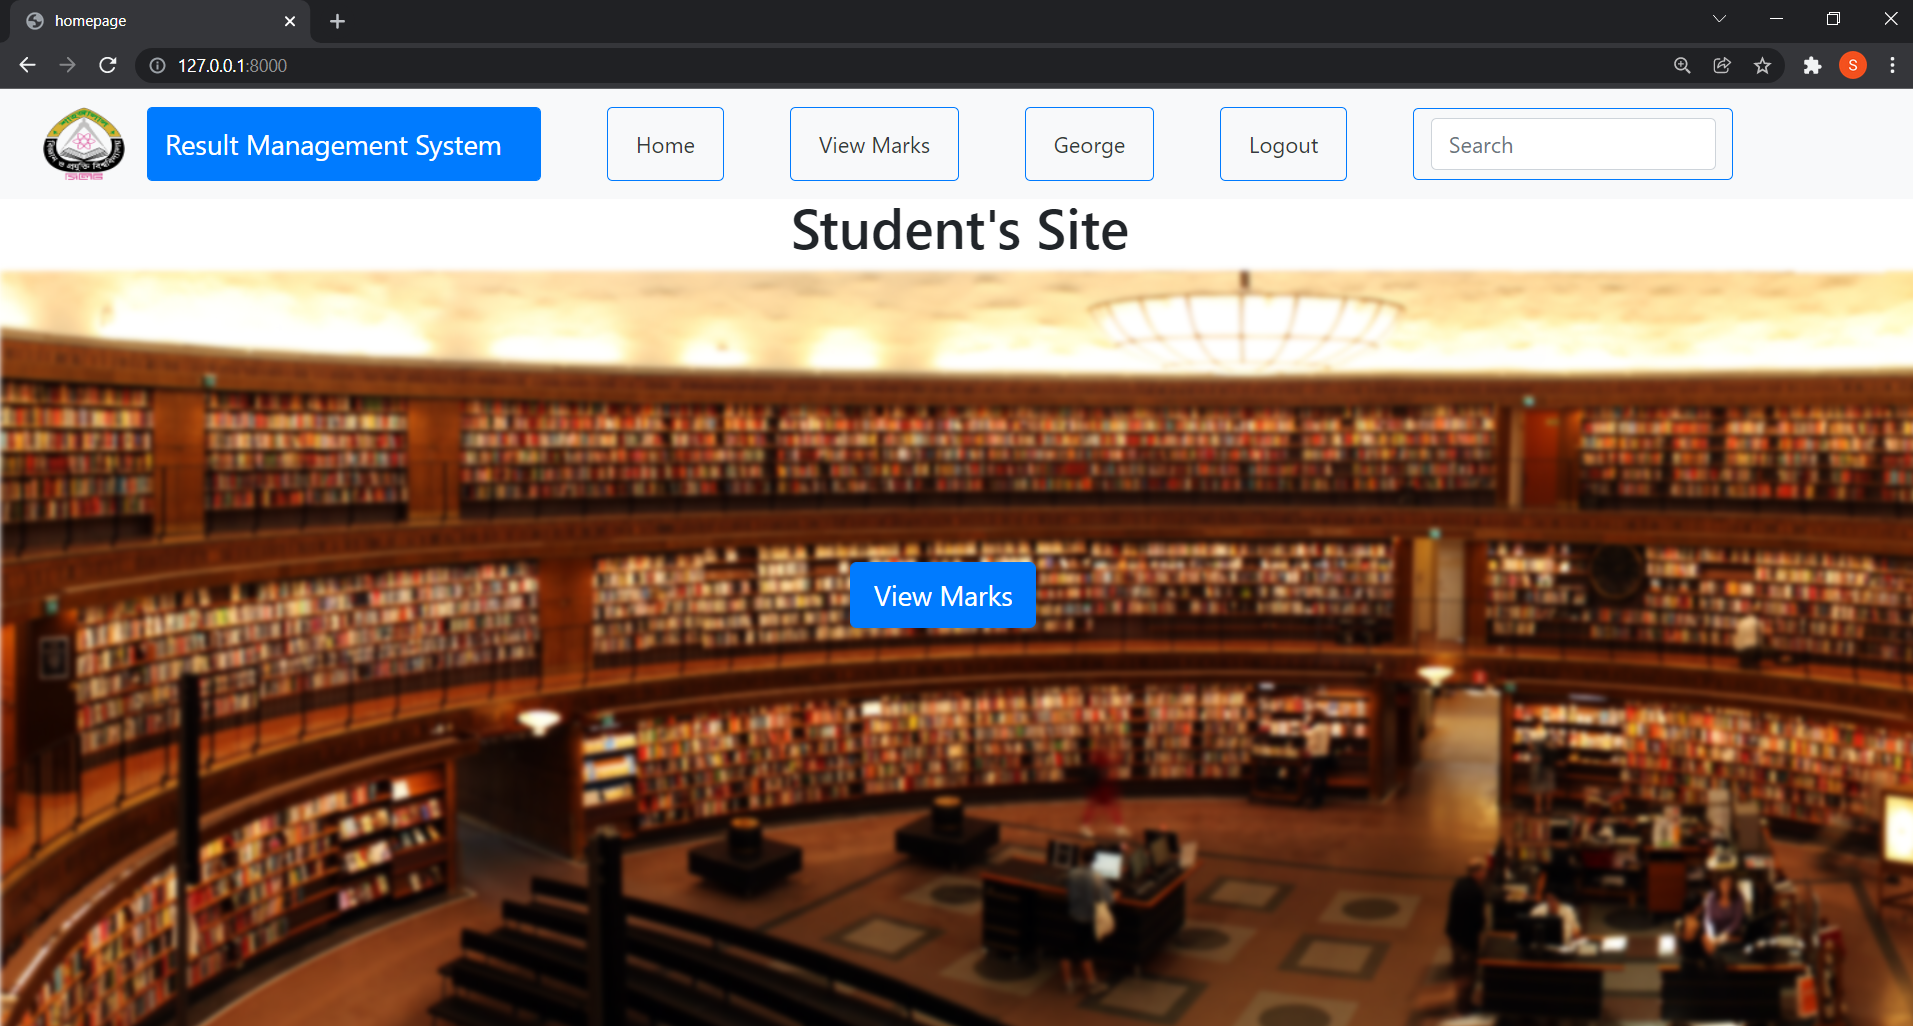 homepage
127.0.0.1:8000
S
Result Management System
Home
View Marks
George
Logout
Search
Student's Site
View Marks